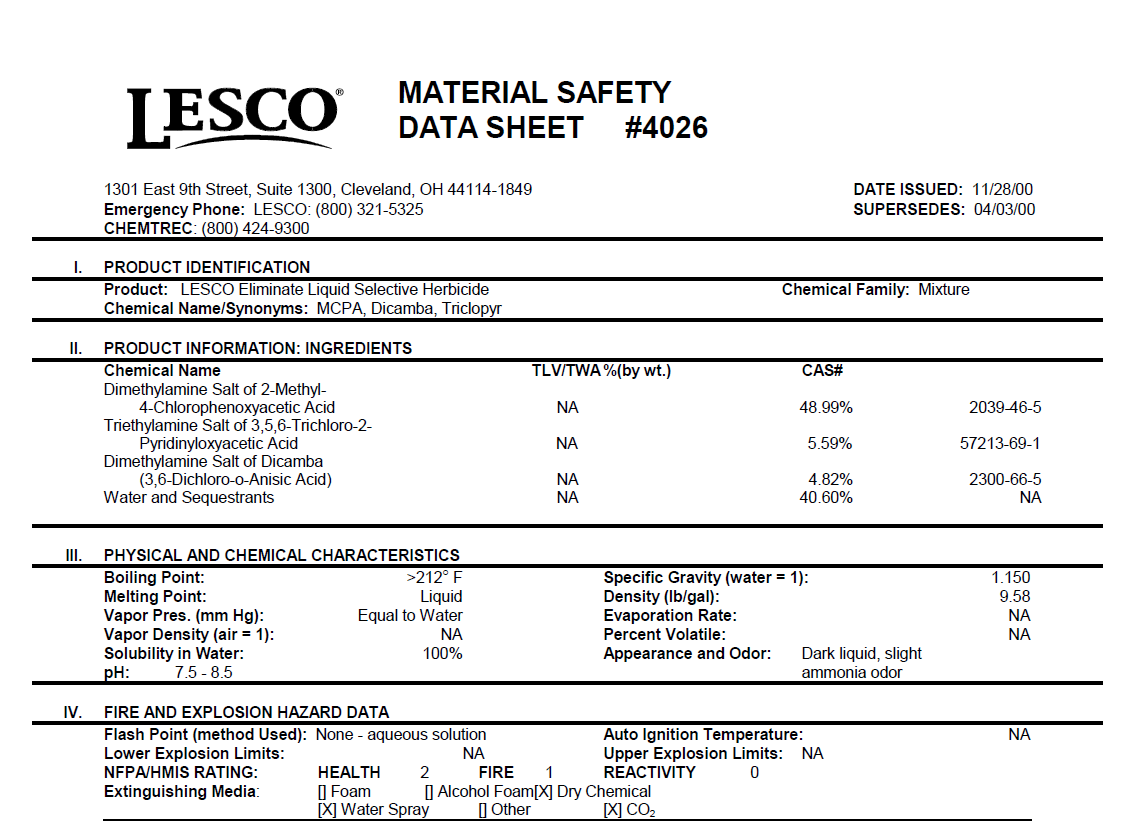 LESCO®
MATERIAL SAFETY
DATA SHEET #4026
1301 East 9th Street, Suite 1300, Cleveland, OH 44114-1849 DATE ISSUED: 11/28/00
Emergency Phone: LESCO: (800) 321-5325 SUPERSEDES: 04/03/00
CHEMTREC: (800) 424-9300
I. PRODUCT IDENTIFICATION
Product: LESCO Eliminate Liquid Selective Herbicide Chemical Family: Mixture
Chemical Name/Synonyms: MCPA, Dicamba, Triclopyr
II. PRODUCT INFORMATION: INGREDIENTS
Chemical Name TLV/TWA %(by wt.) CAS#
Dimethylamine Salt of 2-Methyl-
4-Chlorophenoxyacetic Acid NA 48.99% 2039-46-5
Triethylamine Salt of 3,5,6-Trichloro-2-
Pyridinyloxyacetic Acid NA 5.59% 57213-69-1
Dimethylamine Salt of Dicamba
(3,6-Dichloro-o-Anisic Acid) NA 4.82% 2300-66-5
Water and Sequestrants NA 40.60% NA
III. PHYSICAL AND CHEMICAL CHARACTERISTICS
Boiling Point: >212° F Specific Gravity (water = 1): 1.150
Melting Point: Liquid Density (lb/gal): 9.58
Vapor Pres. (mm Hg): Equal to Water Evaporation Rate: NA
Vapor Density (air = 1): NA Percent Volatile: NA
Solubility in Water: 100% Appearance and Odor: Dark liquid, slight
pH: 7.5 - 8.5 ammonia odor
IV. FIRE AND EXPLOSION HAZARD DATA
Flash Point (method Used): None - aqueous solution Auto Ignition Temperature: NA
Lower Explosion Limits: NA Upper Explosion Limits: NA
NFPA/HMIS RATING: HEALTH 2 FIRE 1 REACTIVITY 0
Extinguishing Media: [] Foam [] Alcohol Foam[X] Dry Chemical
[X] Water Spray [] Other [X] CO₂